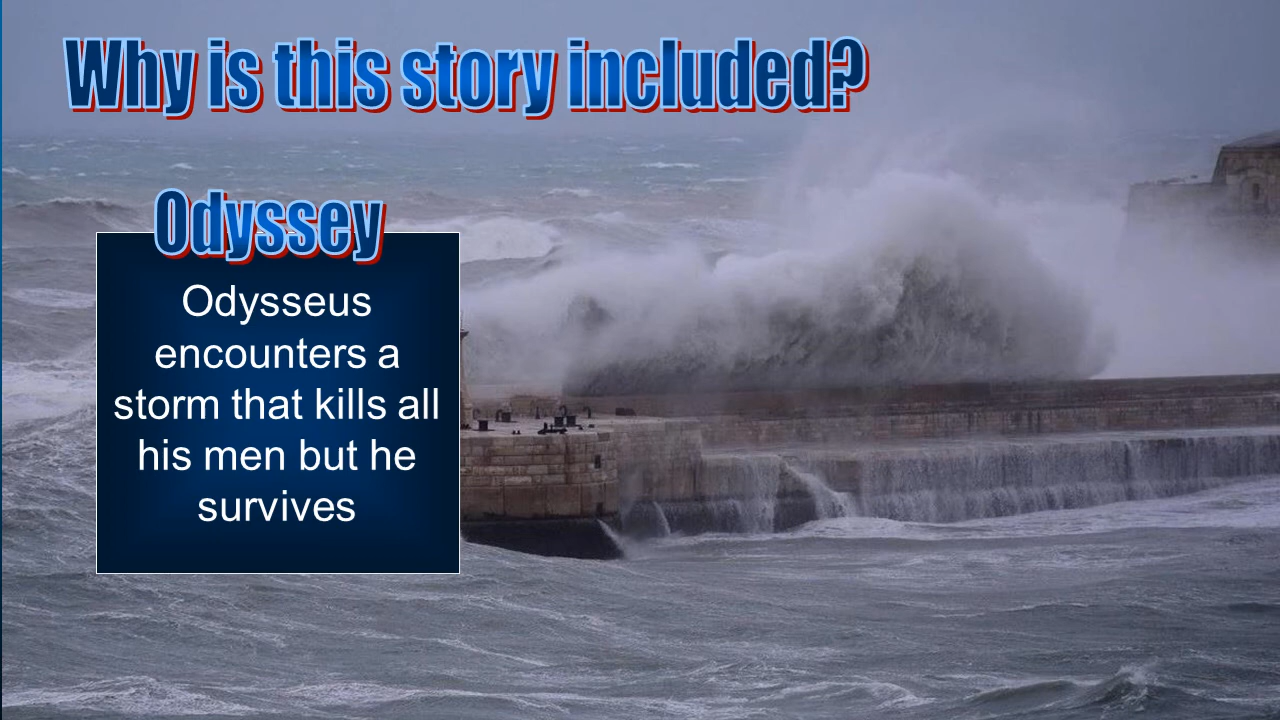 Why is this story included?
Odyssey
Odysseus
encounters a
storm that kills all
his men but he
survives